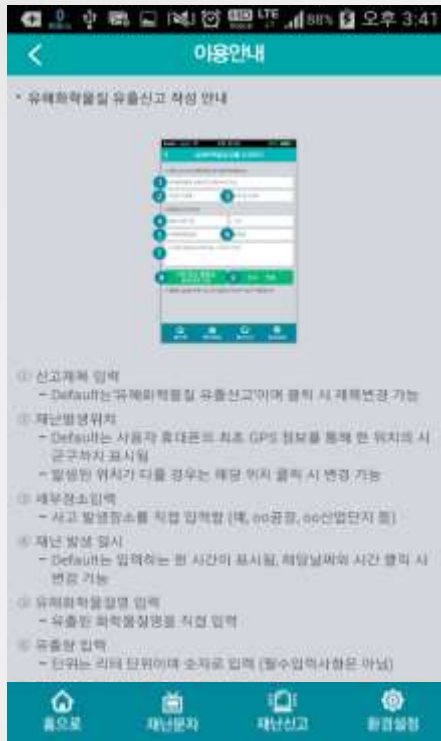 88% 오후 3:41
이용안내
• 유해화학물질 유출신고 작성 안내
① 신고제목 입력
- Default는'유해화학물질 유출신고'이며 클릭 시 제목변경 가능
② 재난발생위치
- Default는 사용자 휴대폰의 최초 GPS 정보를 통해 현 위치의 시
군구까지 표시됨
- 발생된 위치가 다를 경우는 해당 위치 클릭 시 변경 가능
③ 세부장소입력
- 사고 발생장소를 직접 입력함 (예, oo공장, oo산업단지 등)
④ 재난 발생 일시
- Default는 입력하는 현 시간이 표시됨, 해당날짜와 시간 클릭 시
변경 가능
⑤ 유해화학물질명 입력
- 유출된 화학물질명을 직접 입력
⑥ 유출량 입력
- 단위는 리터 단위이며 숫자로 입력 (필수입력사항은 아님)
홈으로 재난문자 재난신고 환경설정